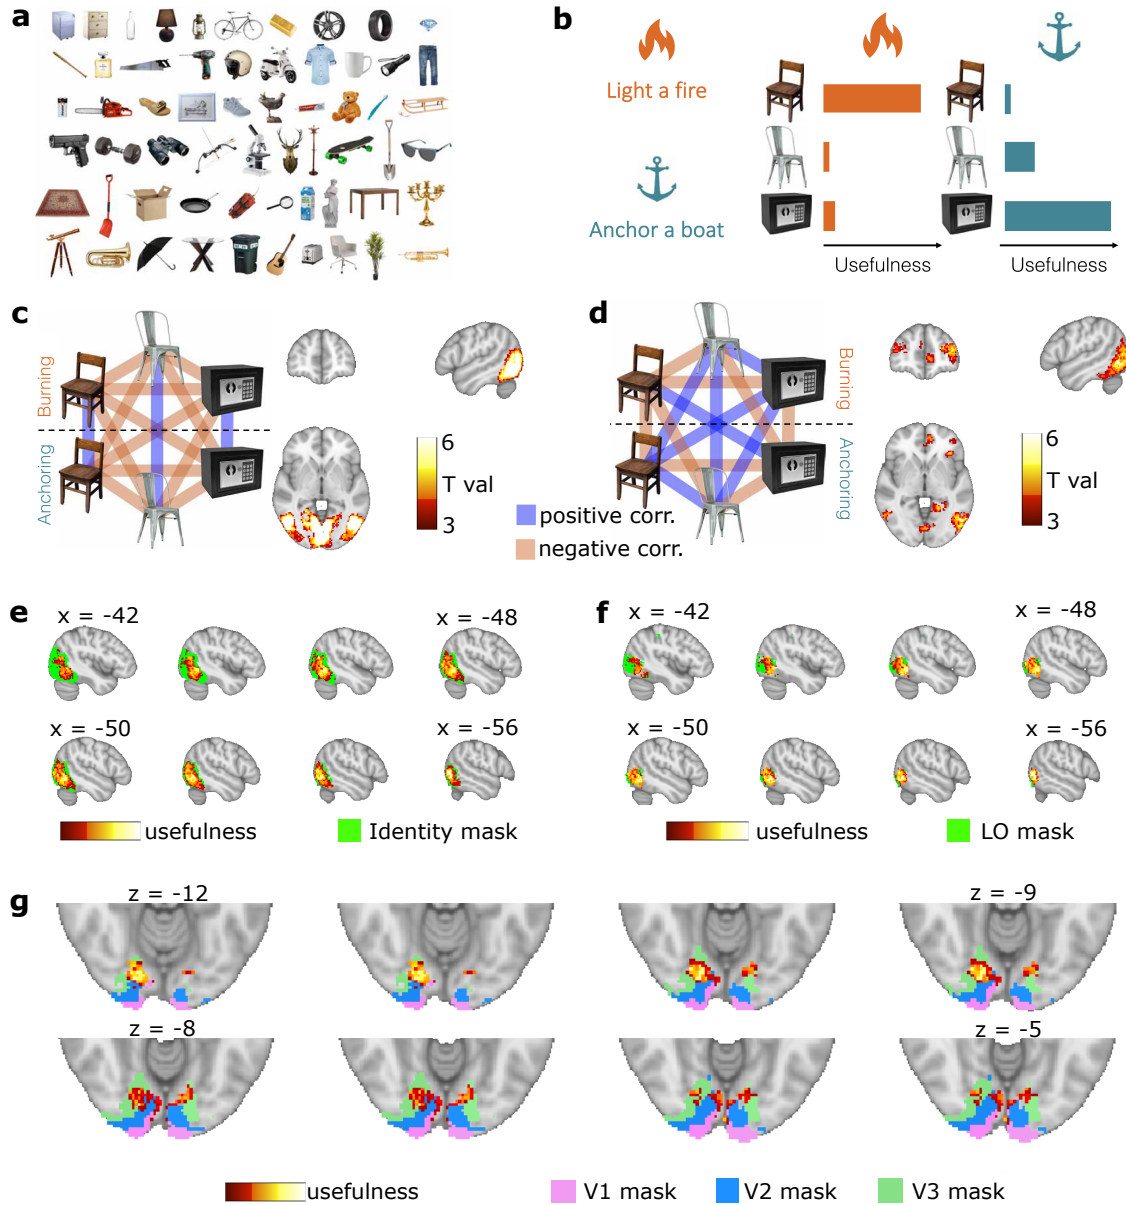 a
b
Light a fire
Anchor a boat
Usefulness
Usefulness
c
Burning
Anchoring
6
T val
3
d
Burning
Anchoring
6
T val
3
positive corr.
negative corr.
e
x = -42
x = -48
x = -50
x = -56
usefulness
Identity mask
f
x = -42
x = -48
x = -50
x = -56
usefulness
LO mask
g
z = -12
z = -9
z = -8
z = -5
usefulness
V1 mask
V2 mask
V3 mask